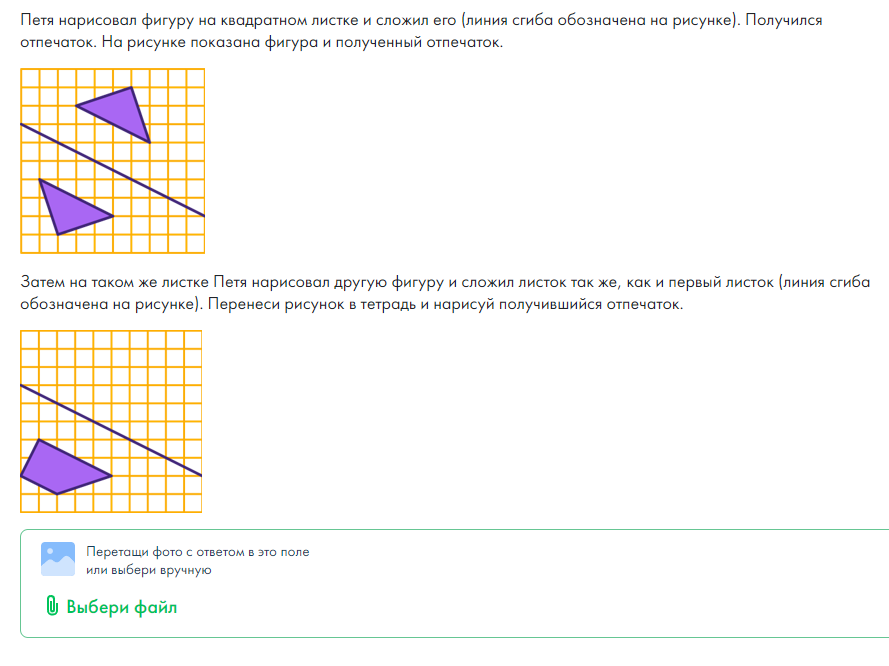 Петя нарисовал фигуру на квадратном листке и сложил его (линия сгиба обозначена на рисунке). Получился
отпечаток. На рисунке показана фигура и полученный отпечаток.
Затем на таком же листке Петя нарисовал другую фигуру и сложил листок так же, как и первый листок (линия сгиба
обозначена на рисунке). Перенеси рисунок в тетрадь и нарисуй получившийся отпечаток.
Перетащи фото с ответом в это поле
или выбери вручную
Выбери файл